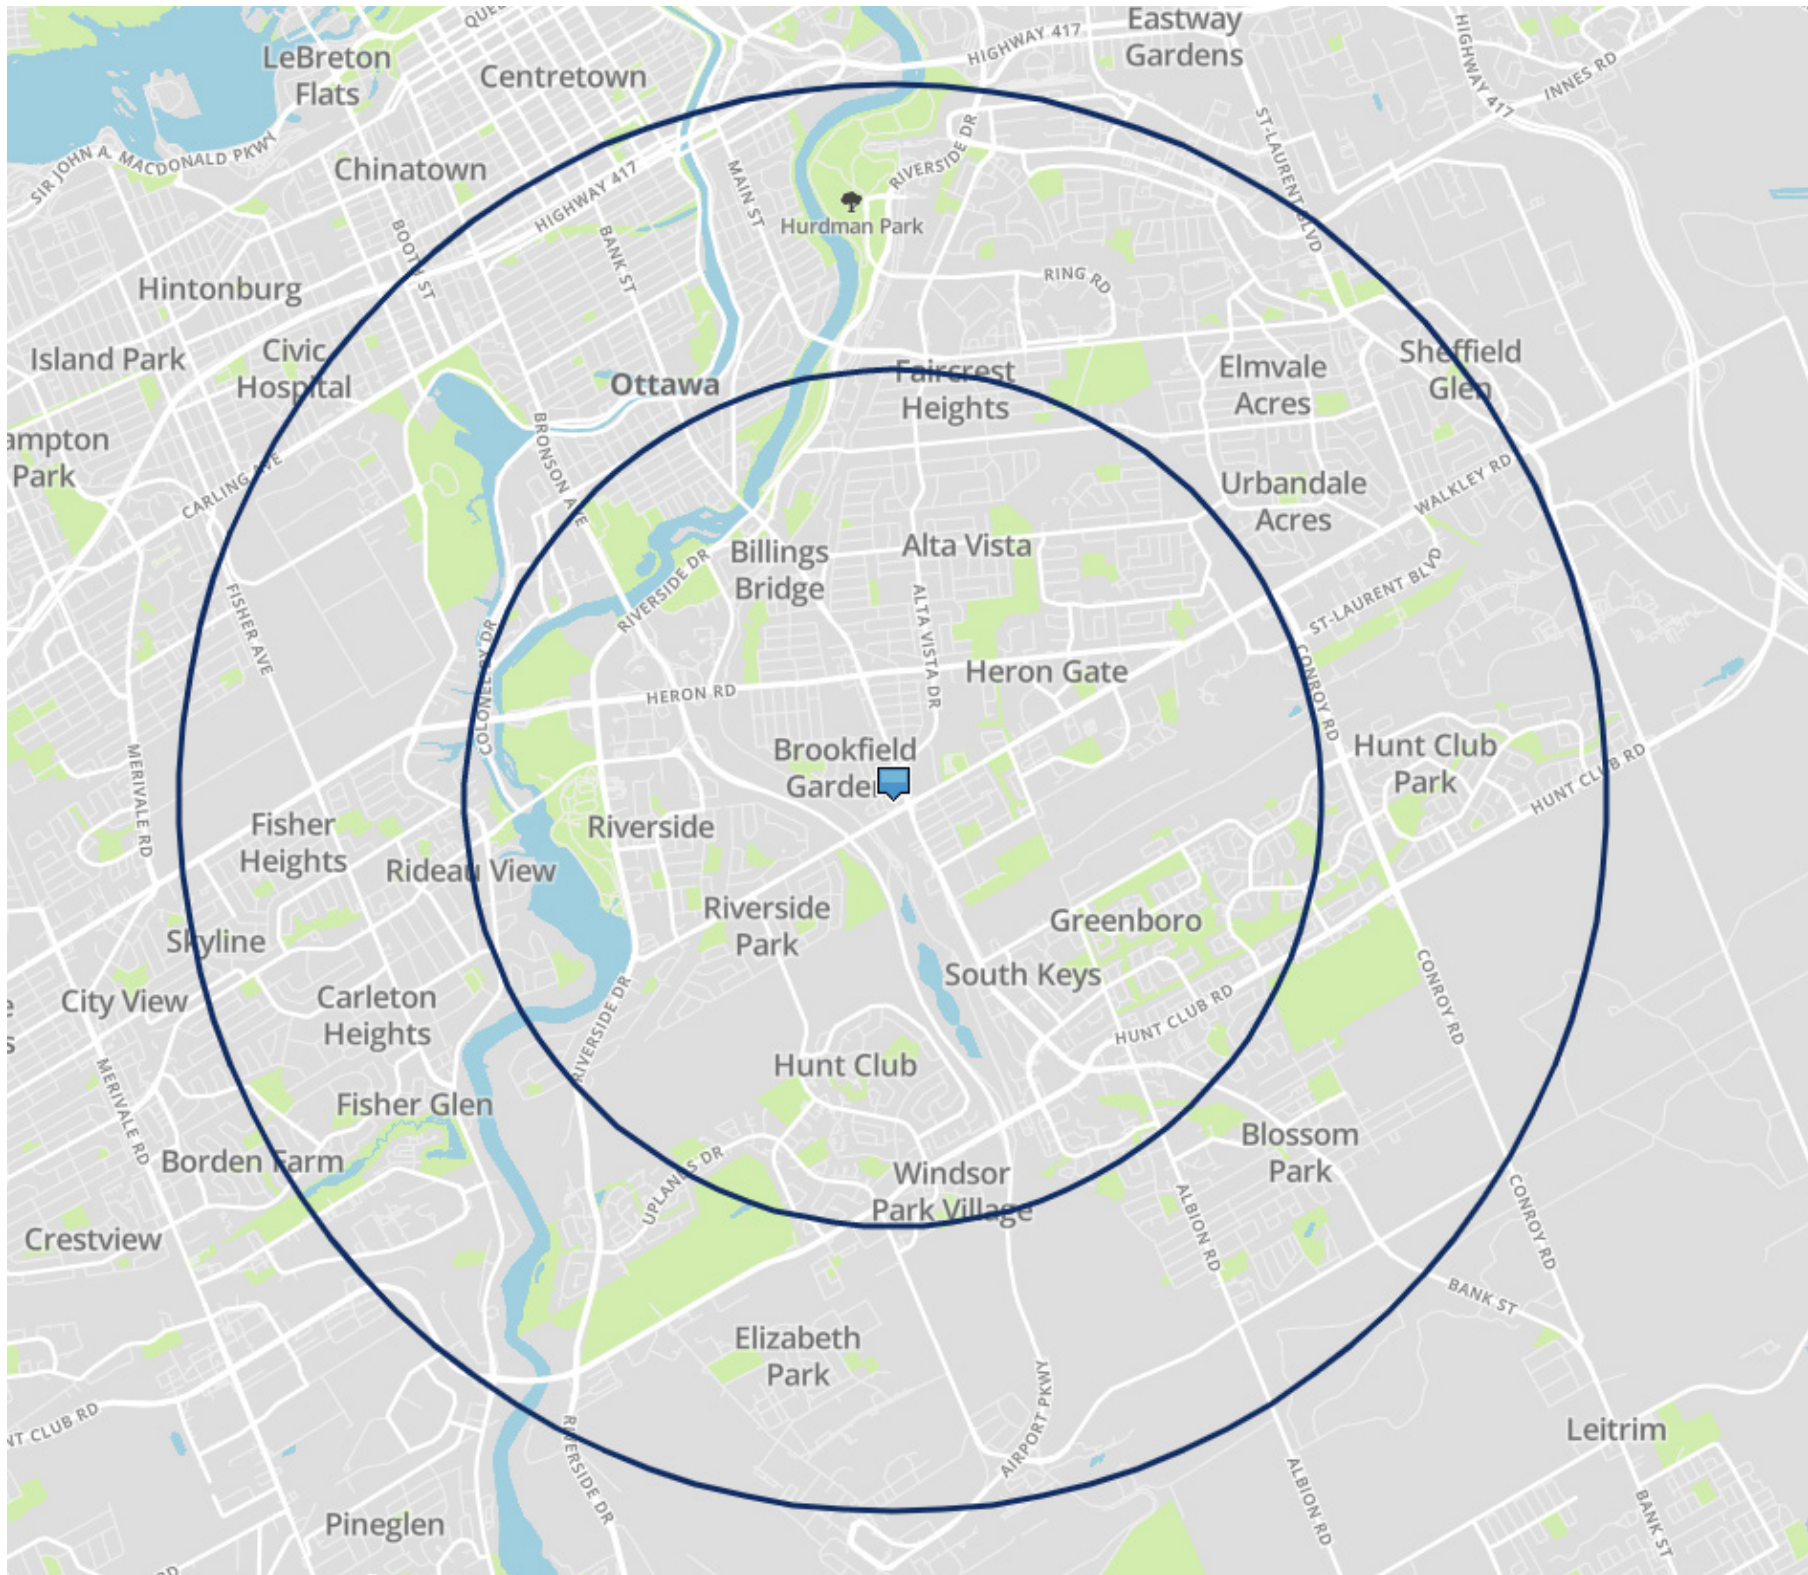 QUE
Eastway
Gardens
HIGHWAY 417
HIGHWAY 417
INNES RD
LeBreton
Flats
Centretown
SIR JOHN A. MACDONALD PKWY
Chinatown
HIGHWAY 417
MAIN ST
RIVERSIDE DR
ST-LAURENT BLVD
Hurdman Park
BOOTH ST
BANK ST
RING RD
Hintonburg
Island Park
Civic
Hospital
Ottawa
Faircrest
Heights
Elmvale
Acres
Sheffield
Glen
ampton
Park
CARLING AVE
BRONSON AVE
Urbandale
Acres
WALKLEY RD
Billings
Bridge
Alta Vista
RIVERSIDE DR
ST-LAURENT BLVD
FISHER AVE
COLONEL BY DR
ALTA VISTA DR
HERON RD
Heron Gate
CONROY RD
MERIVALE RD
Brookfield
Garden
Hunt Club
Park
HUNT CLUB RD
Fisher
Heights
Riverside
Rideau View
Riverside
Park
Greenboro
Skyline
South Keys
City View
Carleton
Heights
HUNT CLUB RD
CONROY RD
RIVERSIDE DR
e
s
MERIVALE RD
Hunt Club
Fisher Glen
Borden Farm
UPLANDS DR
Windsor
Park Village
Blossom
Park
ALBION RD
CONROY RD
Crestview
BANK ST
Elizabeth
Park
AIRPORT PKWY
NT CLUB RD
RIVERSIDE DR
Leitrim
ALBION RD
BANK ST
Pineglen
RD